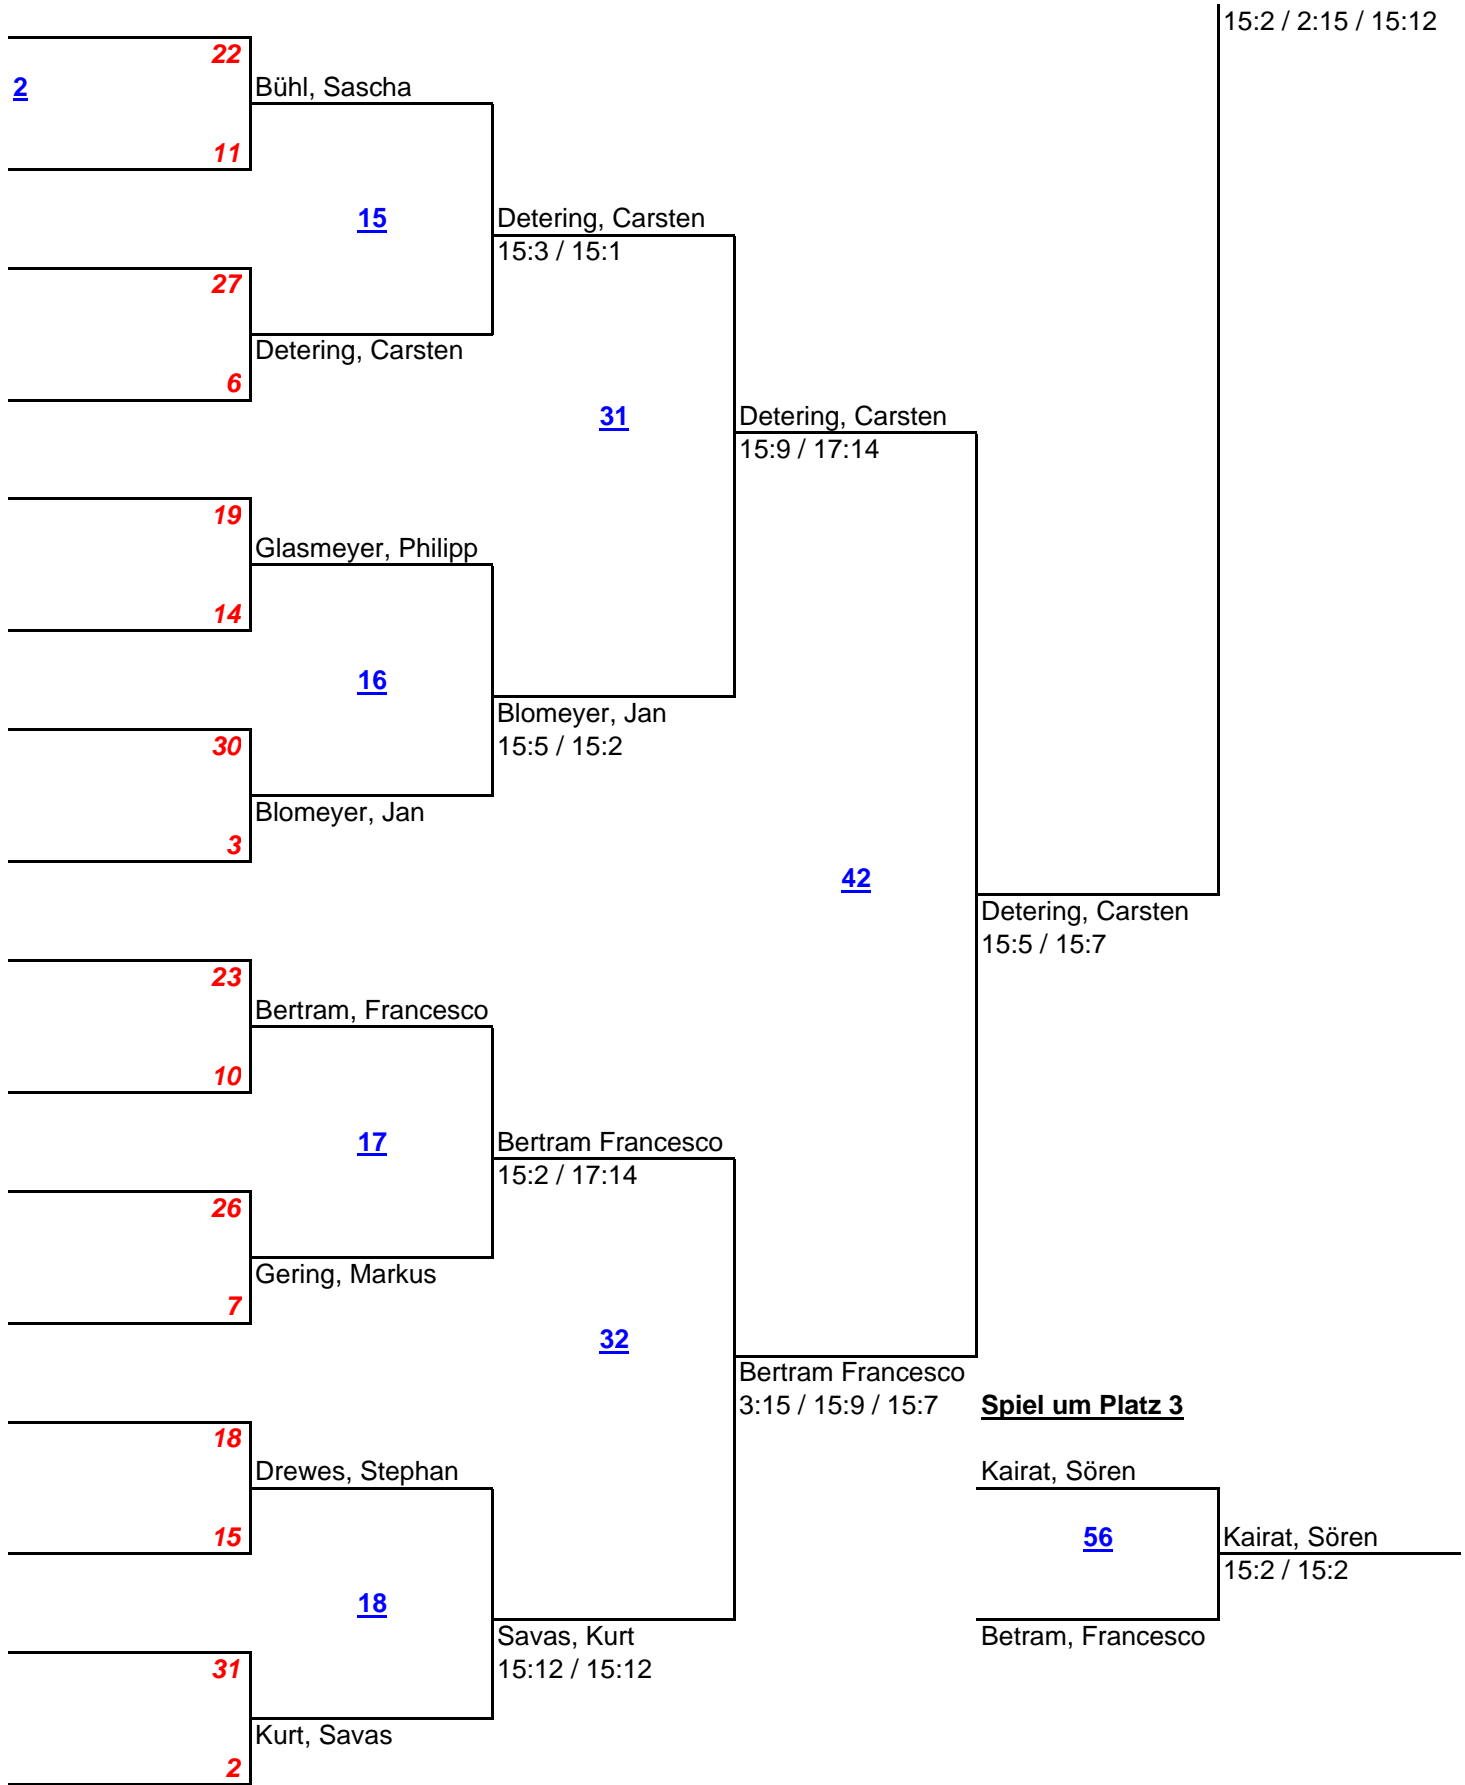 15:2 / 2:15 / 15:12
22
2
Bühl, Sascha
11
15
Detering, Carsten
15:3 / 15:1
27
Detering, Carsten
6
31
Detering, Carsten
15:9 / 17:14
19
Glasmeyer, Philipp
14
16
Blomeyer, Jan
15:5 / 15:2
30
Blomeyer, Jan
3
42
Detering, Carsten
15:5 / 15:7
23
Bertram, Francesco
10
17
Bertram Francesco
15:2 / 17:14
26
Gering, Markus
7
32
Bertram Francesco
3:15 / 15:9 / 15:7
Spiel um Platz 3
18
Drewes, Stephan
Kairat, Sören
15
56
Kairat, Sören
15:2 / 15:2
18
Savas, Kurt
15:12 / 15:12
Betram, Francesco
31
Kurt, Savas
2